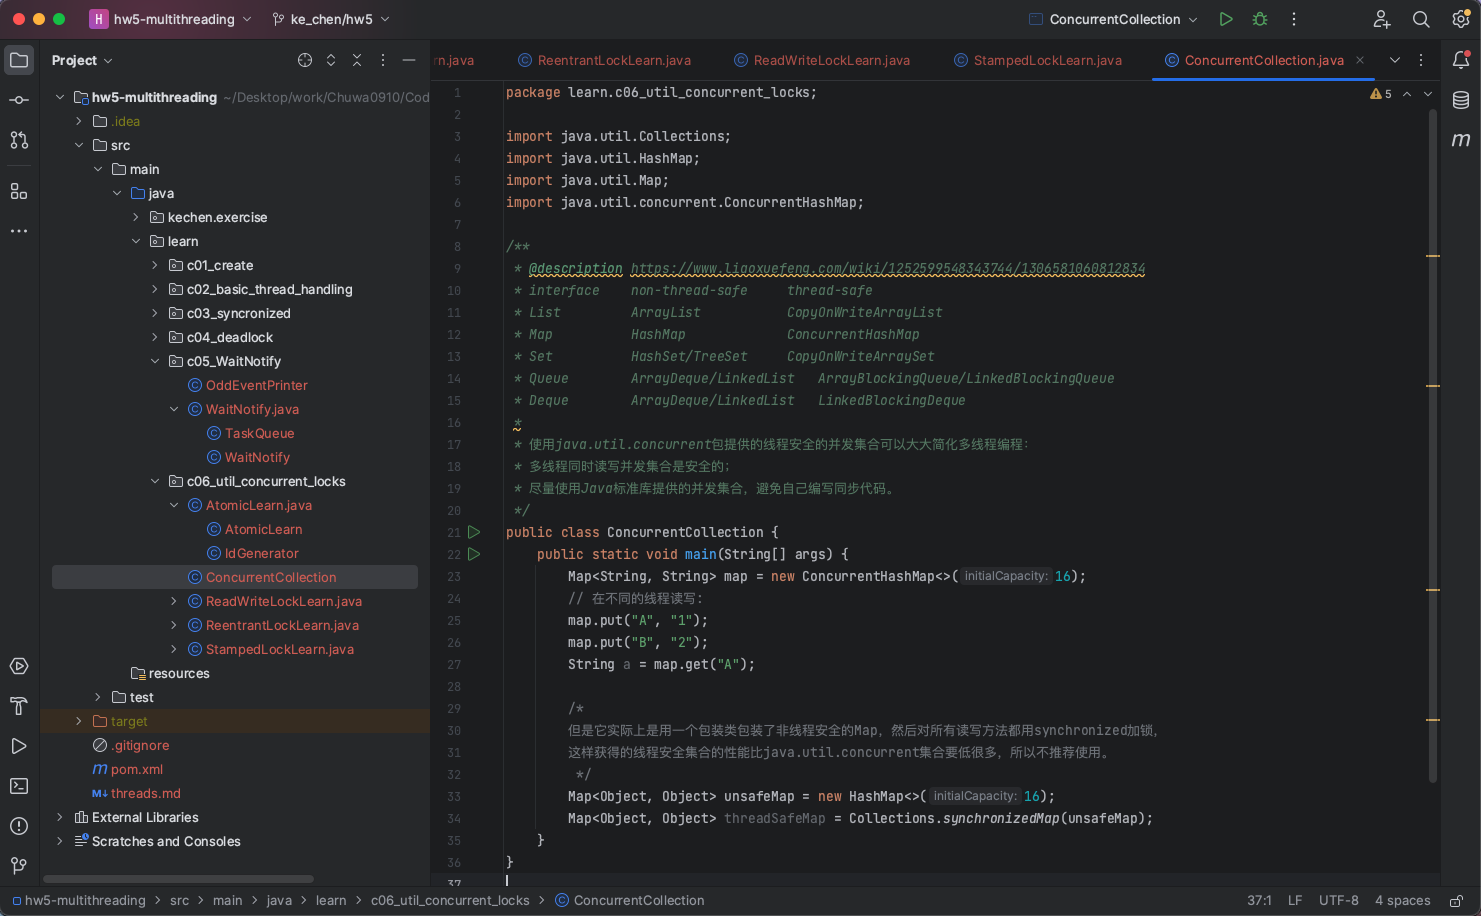 H hw5-multithreading ke_chen/hw5 ConcurrentCollection
Project
rn.java ReentrantLockLearn.java ReadWriteLockLearn.java StampedLockLearn.java ConcurrentCollection.java
hw5-multithreading ~/Desktop/work/Chuwa0910/Cod
.idea
src
main
java
kechen.exercise
learn
c01_create
c02_basic_thread_handling
c03_syncronized
c04_deadlock
c05_WaitNotify
OddEventPrinter
WaitNotify.java
TaskQueue
WaitNotify
c06_util_concurrent_locks
AtomicLearn.java
AtomicLearn
IdGenerator
ConcurrentCollection
ReadWriteLockLearn.java
ReentrantLockLearn.java
StampedLockLearn.java
resources
test
target
.gitignore
pom.xml
threads.md
External Libraries
Scratches and Consoles
5
1 package learn.c06_util_concurrent_locks;
2
3 import java.util.Collections;
4 import java.util.HashMap;
5 import java.util.Map;
6 import java.util.concurrent.ConcurrentHashMap;
7
8 /**
9 * @description https://www.liaoxuefeng.com/wiki/1252599548343744/1306581060812834
10 * interface non-thread-safe thread-safe
11 * List ArrayList CopyOnWriteArrayList
12 * Map HashMap ConcurrentHashMap
13 * Set HashSet/TreeSet CopyOnWriteArraySet
14 * Queue ArrayDeque/LinkedList ArrayBlockingQueue/LinkedBlockingQueue
15 * Deque ArrayDeque/LinkedList LinkedBlockingDeque
16 *
17 * 使用java.util.concurrent包提供的线程安全的并发集合可以大大简化多线程编程：
18 * 多线程同时读写并发集合是安全的；
19 * 尽量使用Java标准库提供的并发集合，避免自己编写同步代码。
20 */
21 public class ConcurrentCollection {
22 public static void main(String[] args) {
23 Map<String, String> map = new ConcurrentHashMap<>( initialCapacity: 16);
24 // 在不同的线程读写：
25 map.put("A", "1");
26 map.put("B", "2");
27 String a = map.get("A");
28
29 /*
30 但是它实际上是用一个包装类包装了非线程安全的Map，然后对所有读写方法都用synchronized加锁，
31 这样获得的线程安全集合的性能比java.util.concurrent集合要低很多，所以不推荐使用。
32 */
33 Map<Object, Object> unsafeMap = new HashMap<>( initialCapacity: 16);
34 Map<Object, Object> threadSafeMap = Collections.synchronizedMap(unsafeMap);
35 }
36 }
37
m
hw5-multithreading > src > main > java > learn > c06_util_concurrent_locks > ConcurrentCollection 37:1 LF UTF-8 4 spaces